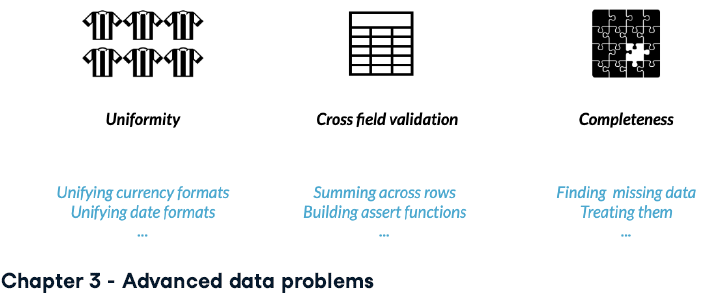 Uniformity
Cross field validation
Completeness
Unifying currency formats
Unifying date formats
...
Summing across rows
Building assert functions
...
Finding missing data
Treating them
...
Chapter 3 - Advanced data problems